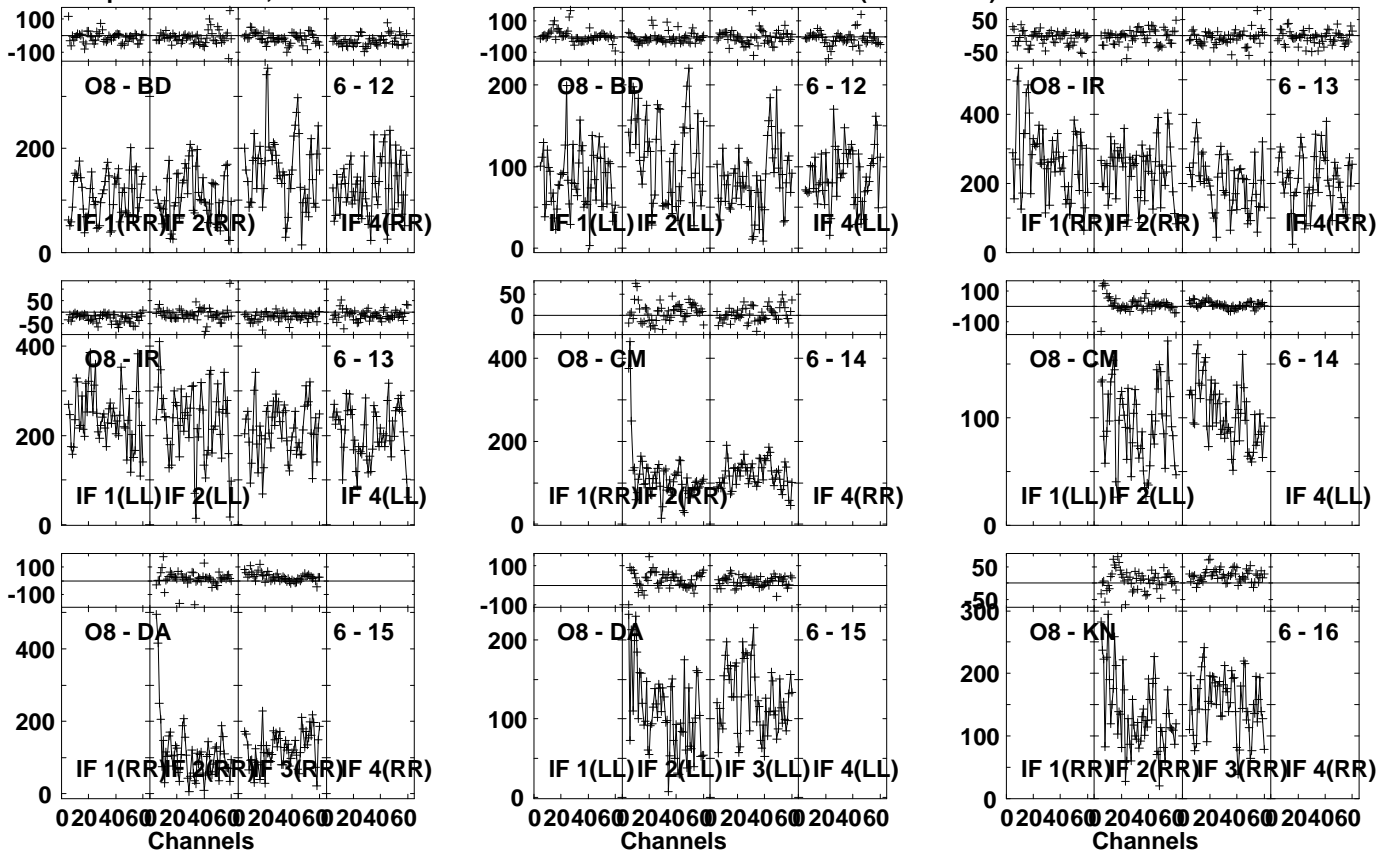 100
-100
O8 - BD 6 - 12
200
0
IF 1(RR) IF 2(RR) IF 4(RR)
100
-100
O8 - BD 6 - 12
200
100
0
IF 1(LL) IF 2(LL) IF 4(LL)
50
-50
O8 - IR 6 - 13
400
200
0
IF 1(RR) IF 2(RR) IF 4(RR)
50
-50
O8 - IR 6 - 13
400
200
0
IF 1(LL) IF 2(LL) IF 4(LL)
50
0
O8 - CM 6 - 14
400
200
0
IF 1(RR) IF 2(RR) IF 4(RR)
100
-100
O8 - CM 6 - 14
100
0
IF 1(LL) IF 2(LL) IF 4(LL)
100
-100
O8 - DA 6 - 15
400
200
0
IF 1(RR) IF 2(RR) IF 3(RR) IF 4(RR)
0 20 40 60 0 20 40 60 0 20 40 60 0 20 40 60
Channels
100
-100
O8 - DA 6 - 15
200
100
0
IF 1(LL) IF 2(LL) IF 3(LL) IF 4(LL)
0 20 40 60 0 20 40 60 0 20 40 60 0 20 40 60
Channels
50
-50
O8 - KN 6 - 16
300
200
100
0
IF 1(RR) IF 2(RR) IF 3(RR) IF 4(RR)
0 20 40 60 0 20 40 60 0 20 40 60 0 20 40 60
Channels